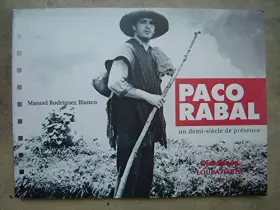 Manuel Rodríguez Blanco
PACO
RABAL
un demi-siècle de présence